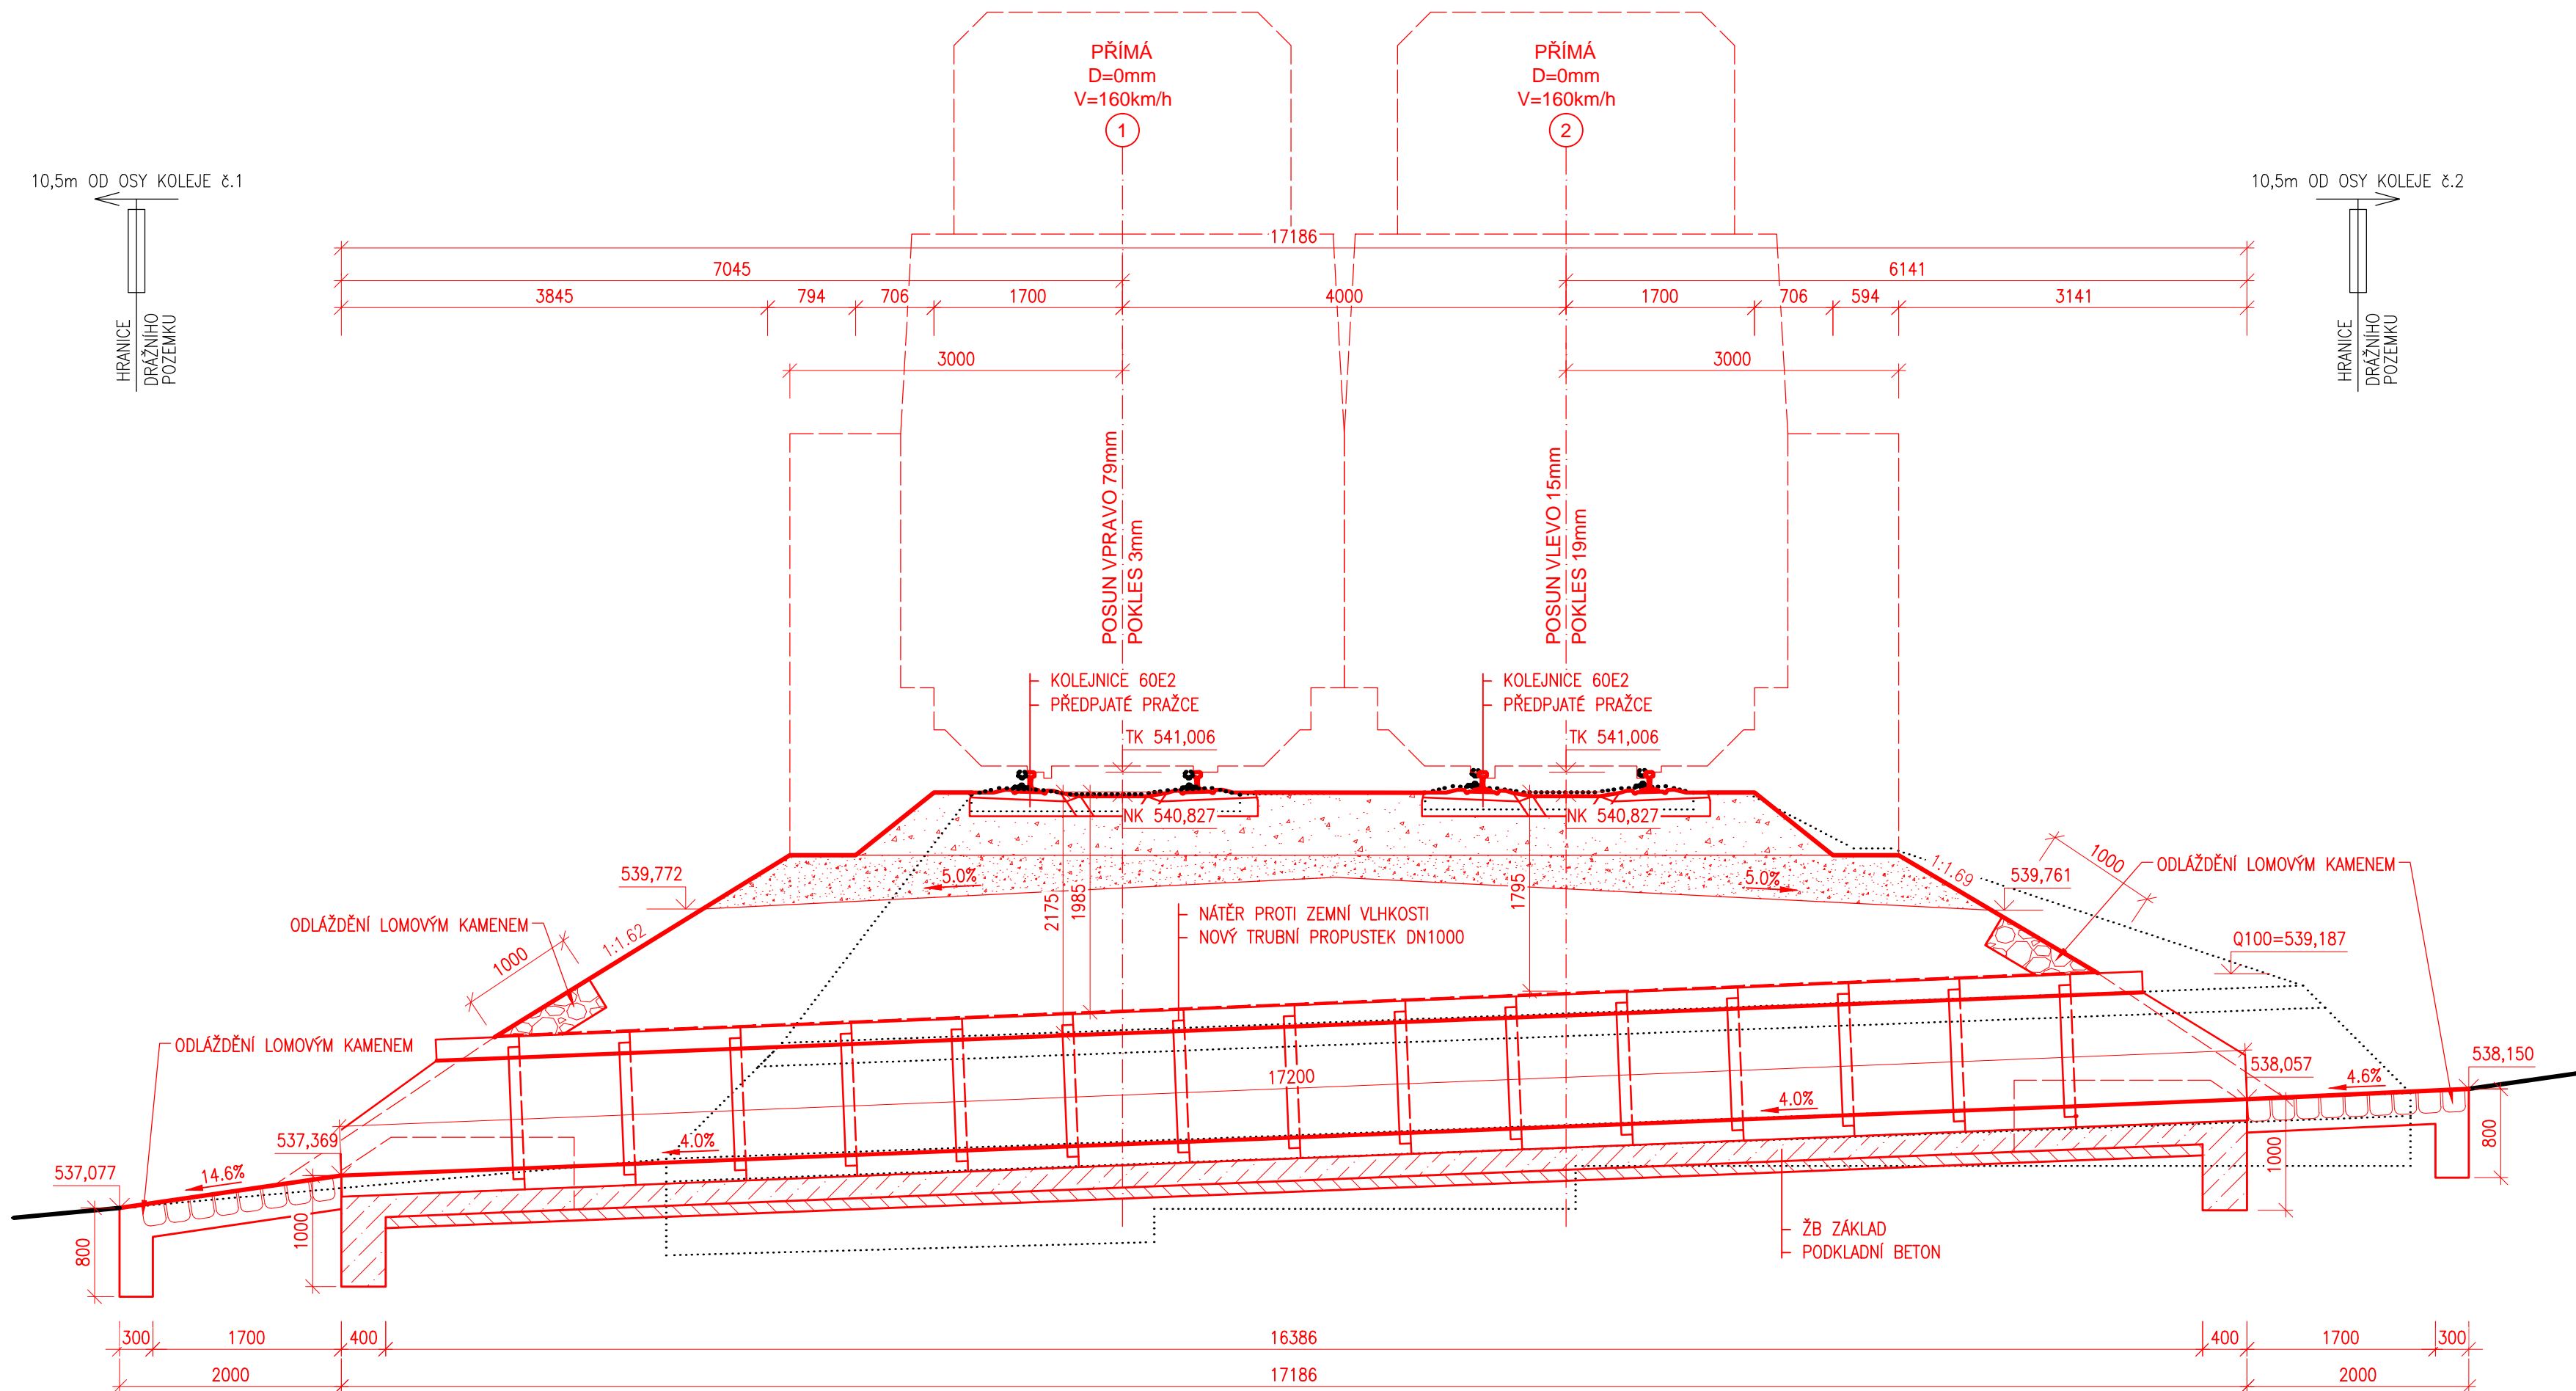 PŘÍMÁ
D=0mm
V=160km/h
1
PŘÍMÁ
D=0mm
V=160km/h
2
10,5m OD OSY KOLEJE č.1
HRANICE
DRÁŽNÍHO
POZEMKU
10,5m OD OSY KOLEJE č.2
HRANICE
DRÁŽNÍHO
POZEMKU
17186
7045
6141
3845
794
706
1700
4000
1700
706
594
3141
3000
3000
POSUN VPRAVO 79mm
POKLES 3mm
POSUN VLEVO 15mm
POKLES 19mm
KOLEJNICE 60E2
PŘEDPJATÉ PRAŽCE
KOLEJNICE 60E2
PŘEDPJATÉ PRAŽCE
TK 541,006
TK 541,006
NK 540,827
NK 540,827
539,772
5.0%
5.0%
1:1.69
1000
539,761
ODLÁŽDĚNÍ LOMOVÝM KAMENEM
2175
1985
1795
NÁTĚR PROTI ZEMNÍ VLHKOSTI
NOVÝ TRUBNÍ PROPUSTEK DN1000
ODLÁŽDĚNÍ LOMOVÝM KAMENEM
1:1.62
1000
Q100=539,187
ODLÁŽDĚNÍ LOMOVÝM KAMENEM
17200
538,057
4.6%
538,150
4.0%
4.0%
537,369
14.6%
537,077
800
1000
1000
800
ŽB ZÁKLAD
PODKLADNÍ BETON
300
1700
400
16386
400
1700
300
2000
17186
2000